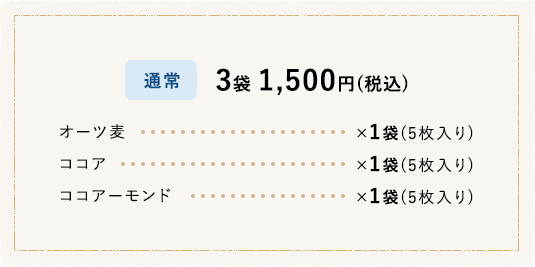 通常 3袋 1,500円(税込)
オーツ麦 ×1袋(5枚入り)
ココア ×1袋(5枚入り)
ココアーモンド ×1袋(5枚入り)